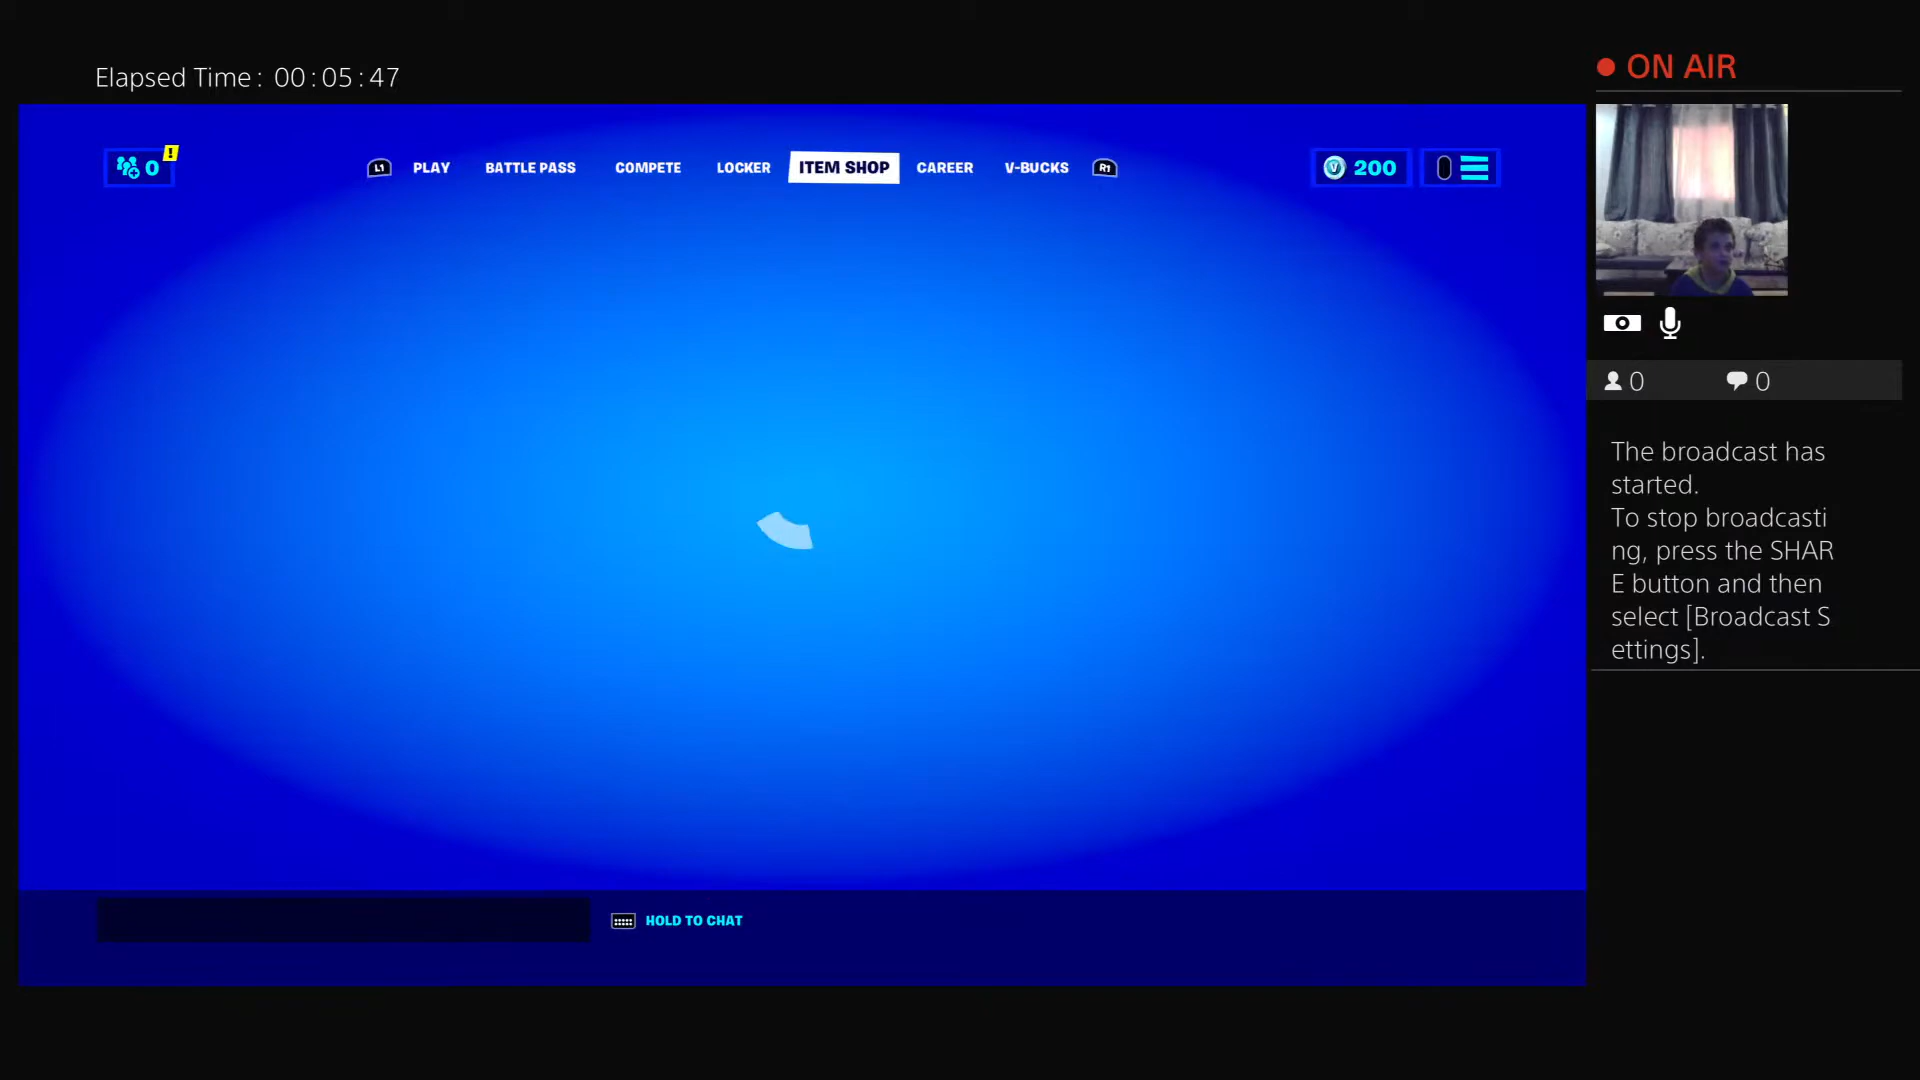 Elapsed Time: 00:05:47
ON AIR
! 0
L1 PLAY BATTLE PASS COMPETE LOCKER ITEM SHOP CAREER V-BUCKS R1
V 200
0
0
The broadcast has
started.
To stop broadcasti
ng, press the SHAR
E button and then
select [Broadcast S
ettings].
HOLD TO CHAT